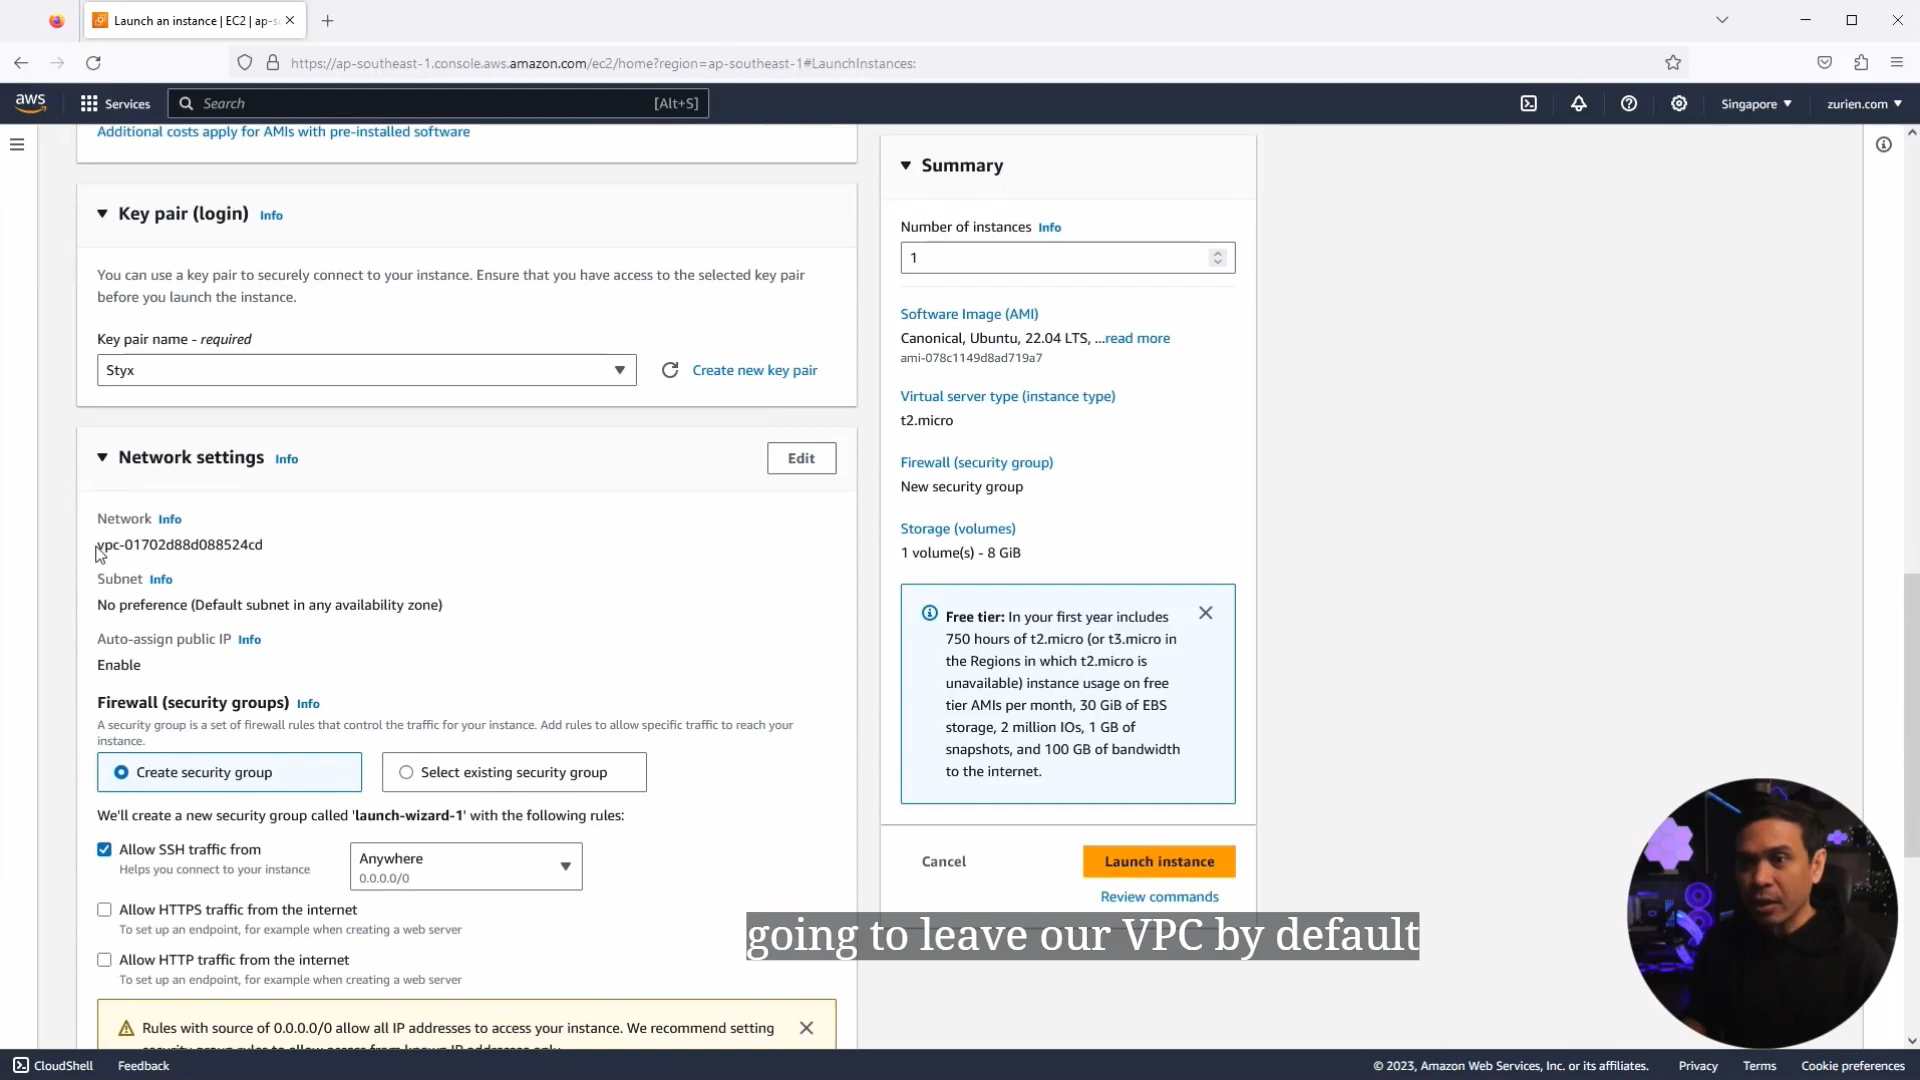 Launch an instance | EC2 | ap-s
https://ap-southeast-1.console.aws.amazon.com/ec2/home?region=ap-southeast-1#LaunchInstances:
aws
Services
Search
[Alt+S]
Singapore
zurien.com
Additional costs apply for AMIs with pre-installed software
Key pair (login) Info
You can use a key pair to securely connect to your instance. Ensure that you have access to the selected key pair
before you launch the instance.
Key pair name - required
Styx
Create new key pair
Network settings Info
Edit
Network Info
vpc-01702d88d088524cd
Subnet Info
No preference (Default subnet in any availability zone)
Auto-assign public IP Info
Enable
Firewall (security groups) Info
A security group is a set of firewall rules that control the traffic for your instance. Add rules to allow specific traffic to reach your
instance.
Create security group
Select existing security group
We'll create a new security group called 'launch-wizard-1' with the following rules:
Allow SSH traffic from
Helps you connect to your instance
Anywhere
0.0.0.0/0
Allow HTTPS traffic from the internet
To set up an endpoint, for example when creating a web server
Allow HTTP traffic from the internet
To set up an endpoint, for example when creating a web server
Rules with source of 0.0.0.0/0 allow all IP addresses to access your instance. We recommend setting
security group rules to allow access from known IP addresses only.
Summary
Number of instances Info
1
Software Image (AMI)
Canonical, Ubuntu, 22.04 LTS, ...read more
ami-078c1149d8ad719a7
Virtual server type (instance type)
t2.micro
Firewall (security group)
New security group
Storage (volumes)
1 volume(s) - 8 GiB
Free tier: In your first year includes
750 hours of t2.micro (or t3.micro in
the Regions in which t2.micro is
unavailable) instance usage on free
tier AMIs per month, 30 GiB of EBS
storage, 2 million IOs, 1 GB of
snapshots, and 100 GB of bandwidth
to the internet.
Cancel
Launch instance
Review commands
going to leave our VPC by default
CloudShell
Feedback
© 2023, Amazon Web Services, Inc. or its affiliates.
Privacy
Terms
Cookie preferences